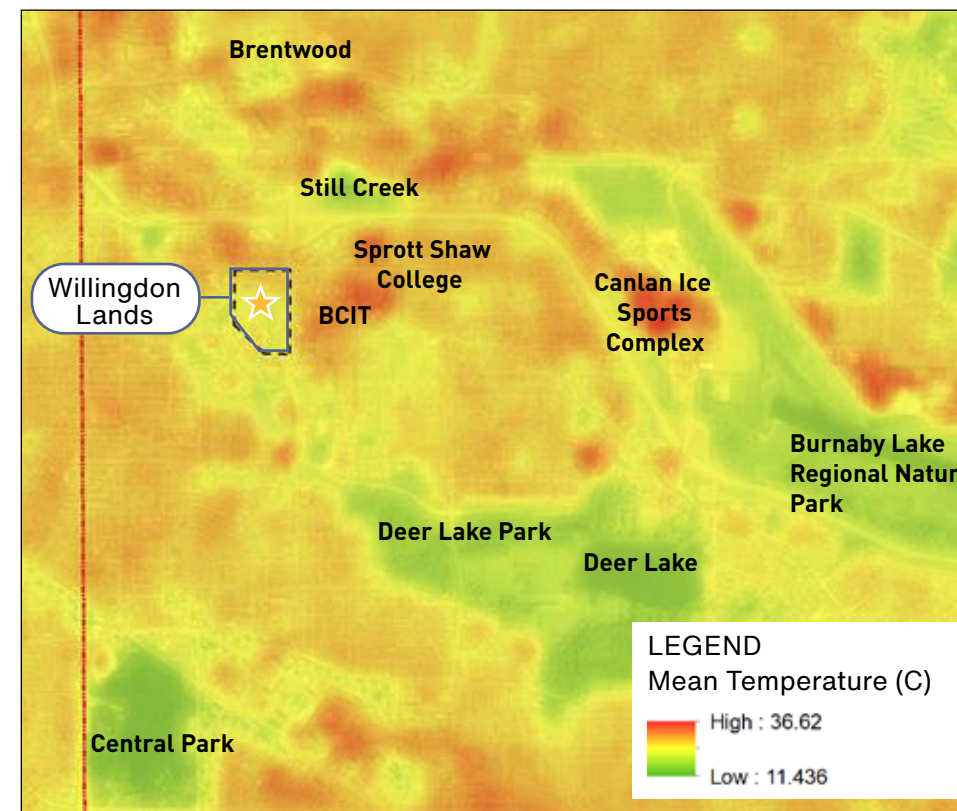 Brentwood
Still Creek
Sprott Shaw
College
Willingdon
Lands
BCIT
Canlan Ice
Sports
Complex
Burnaby Lake
Regional Natur
Park
Deer Lake Park
Deer Lake
Central Park
LEGEND
Mean Temperature (C)
High : 36.62
Low : 11.436